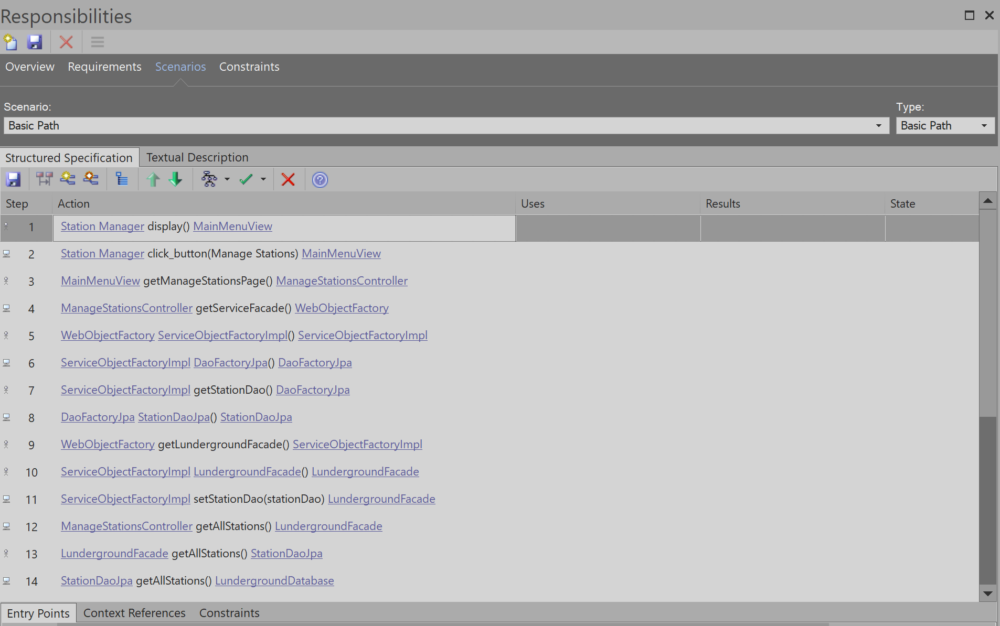 Responsibilities
Overview Requirements Scenarios Constraints
Scenario: Type:
Basic Path Basic Path
Structured Specification Textual Description
Step Action Uses Results State
1 Station Manager display() MainMenuView
2 Station Manager click_button(Manage Stations) MainMenuView
3 MainMenuView getManageStationsPage() ManageStationsController
4 ManageStationsController getServiceFacade() WebObjectFactory
5 WebObjectFactory ServiceObjectFactoryImpl() ServiceObjectFactoryImpl
6 ServiceObjectFactoryImpl DaoFactoryJpa() DaoFactoryJpa
7 ServiceObjectFactoryImpl getStationDao() DaoFactoryJpa
8 DaoFactoryJpa StationDaoJpa() StationDaoJpa
9 WebObjectFactory getLundergroundFacade() ServiceObjectFactoryImpl
10 ServiceObjectFactoryImpl LundergroundFacade() LundergroundFacade
11 ServiceObjectFactoryImpl setStationDao(stationDao) LundergroundFacade
12 ManageStationsController getAllStations() LundergroundFacade
13 LundergroundFacade getAllStations() StationDaoJpa
14 StationDaoJpa getAllStations() LundergroundDatabase
Entry Points Context References Constraints